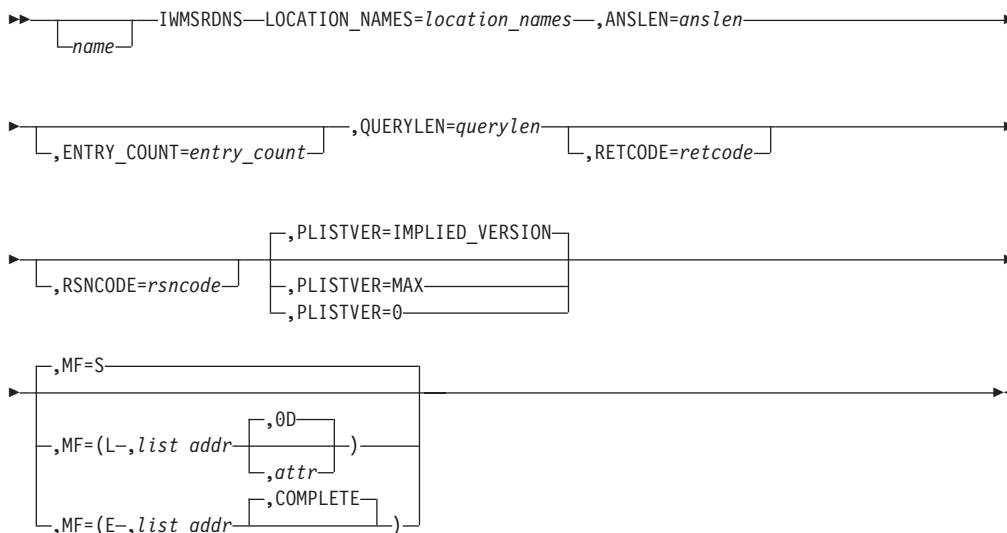 IWMSRDNS LOCATION_NAMES=location_names ,ANSLEN=anslen
name
,QUERYLEN=querylen
,ENTRY_COUNT=entry_count ,RETCODE=retcode
,PLISTVER=IMPLIED_VERSION
,RSNCODE=rsncode ,PLISTVER=MAX
,PLISTVER=0
,MF=S
,0D
,MF=(L ,list addr )
,attr
,COMPLETE
,MF=(E ,list addr )